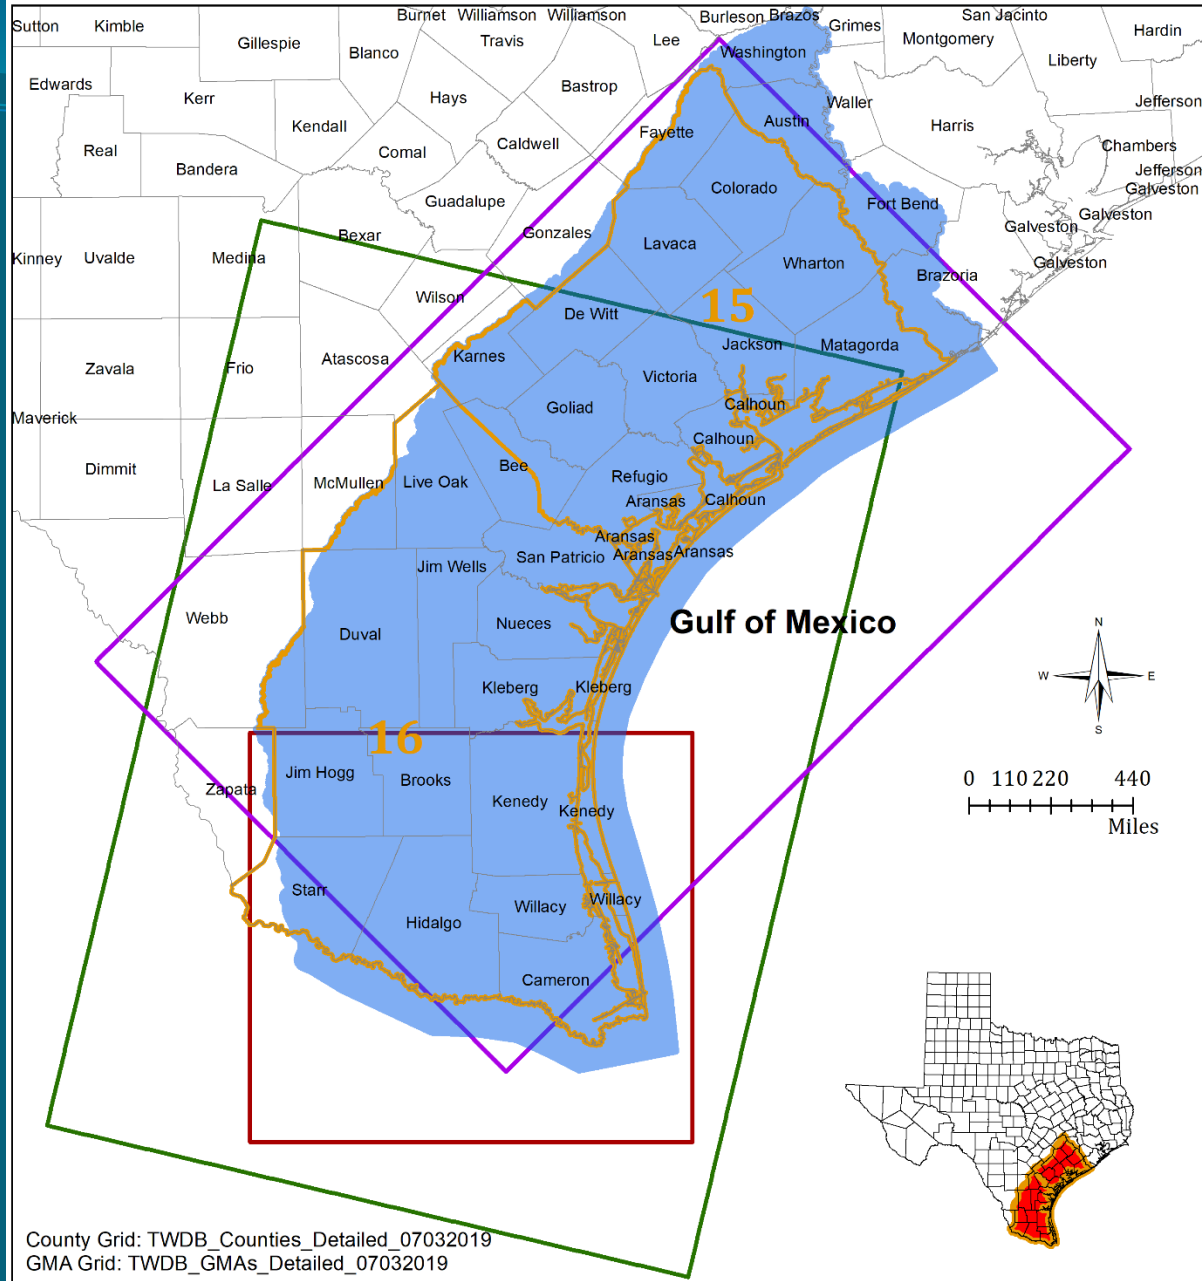 Burnet Williamson Williamson Burleson Brazos San Jacinto
Sutton Kimble Grimes Hardin
Gillespie Travis Lee Montgomery
Blanco Washington Liberty
Edwards Bastrop
Kerr Hays Waller Jefferson
Kendall Austin Harris
Real Comal Caldwell Fayette Chambers
Bandera Jefferson
Colorado Galveston
Guadalupe Fort Bend
Galveston
Bexar Gonzales Lavaca Galveston
Kinney Uvalde Medina Wharton Galveston
Brazoria
Wilson
15
De Witt
Zavala Frio Atascosa Karnes Jackson Matagorda
Victoria
Maverick Goliad Calhoun
Calhoun
Dimmit Bee
La Salle McMullen Live Oak Refugio
Aransas Calhoun
Aransas
San Patricio Aransas Aransas
Jim Wells
Webb Nueces Gulf of Mexico
Duval N
W E
Kleberg Kleberg
S
16
Jim Hogg Brooks 0 110 220 440
Zapata Kenedy Kenedy
Miles
Starr Willacy Willacy
Hidalgo
Cameron
County Grid: TWDB_Counties_Detailed_07032019
GMA Grid: TWDB_GMAs_Detailed_07032019